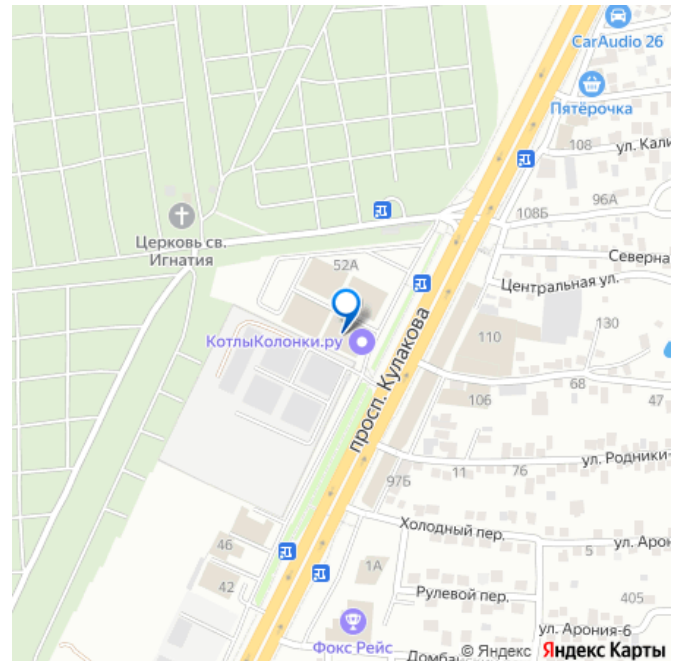 CarAudio 26
Пятёрочка
108
ул. Кали
96А
108Б
Церковь св.
Игнатия
52А
Северна
Центральная ул.
130
110
КотлыКолонки.ру
просп. Кулакова
68
47
106
11
76
ул. Родники-
97Б
Холодный пер.
46
5
ул. Арон
1А
42
Рулевой пер.
405
ул. Арония-6
Фокс Рейс
Домба
© Яндекс Яндекс Карты